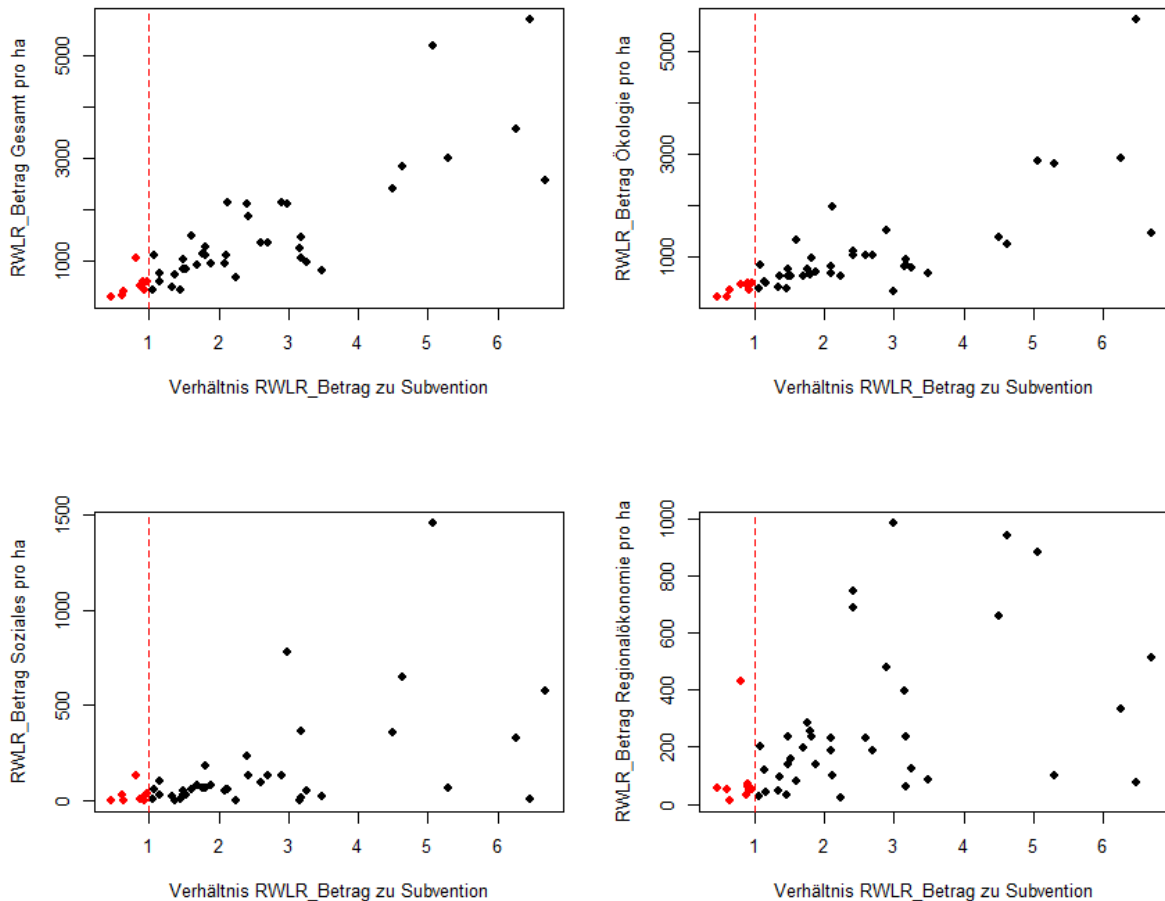 RWLR_Betrag Gesamt pro ha
1000
3000
5000
1 2 3 4 5 6
Verhältnis RWLR_Betrag zu Subvention
RWLR_Betrag Ökologie pro ha
1000
3000
5000
1 2 3 4 5 6
Verhältnis RWLR_Betrag zu Subvention
RWLR_Betrag Soziales pro ha
0
500
1000
1500
1 2 3 4 5 6
Verhältnis RWLR_Betrag zu Subvention
RWLR_Betrag Regionalökonomie pro ha
0
200
400
600
800
1000
1 2 3 4 5 6
Verhältnis RWLR_Betrag zu Subvention